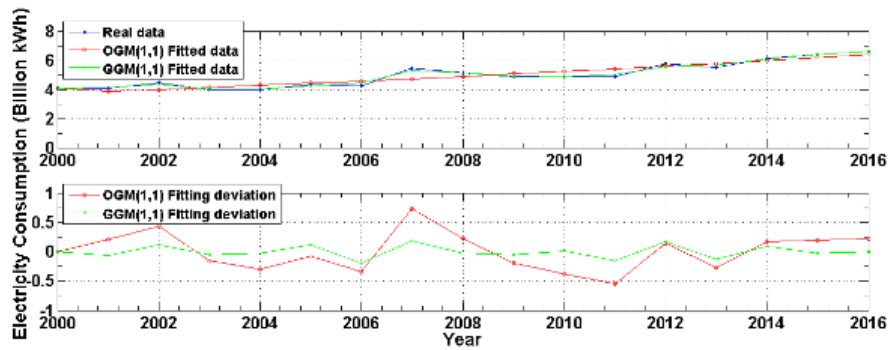 Electricity Consumption (Billion kWh)
8
6
4
2
0
Real data
OGM(1,1) Fitted data
GGM(1,1) Fitted data
2000 2002 2004 2006 2008 2010 2012 2014 2016
1
0.5
0
-0.5
-1
OGM(1,1) Fitting deviation
GGM(1,1) Fitting deviation
2000 2002 2004 2006 2008 2010 2012 2014 2016
Year